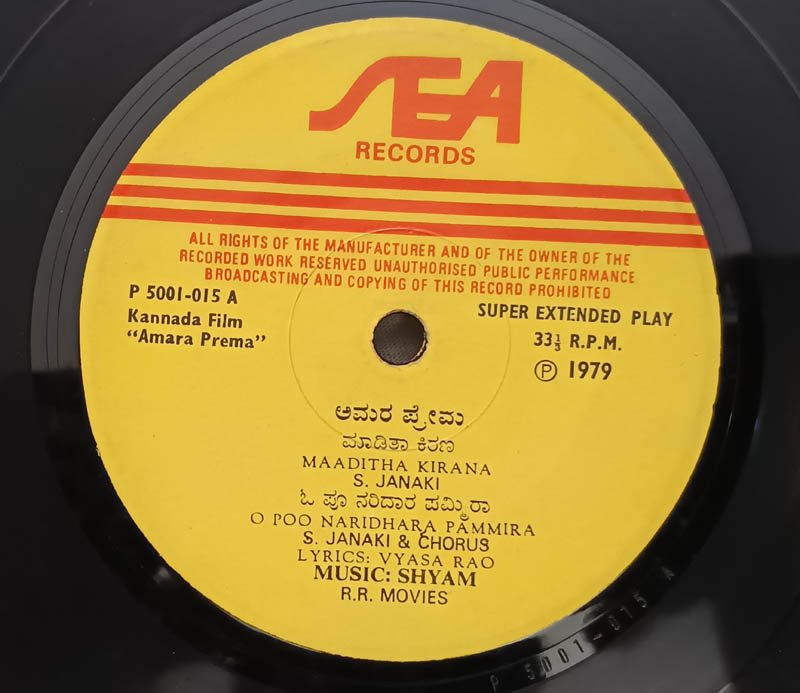 SEA
RECORDS
ALL RIGHTS OF THE MANUFACTURER AND OF THE OWNER OF THE
RECORDED WORK RESERVED UNAUTHORISED PUBLIC PERFORMANCE
BROADCASTING AND COPYING OF THIS RECORD PROHIBITED
P 5001-015 A
Kannada Film
"Amara Prema"
SUPER EXTENDED PLAY
33⅓ R.P.M.
Ⓟ 1979
ಅಮರ ಪ್ರೇಮ
ಮಾಡಿತಾ ಕಿರಣ
MAADITHA KIRANA
S. JANAKI
ಓ ಪೂ ನರಿದಾರ ಪಮ್ಮಿರಾ
O POO NARIDHARA PAMMIRA
S. JANAKI & CHORUS
LYRICS: VYASA RAO
MUSIC: SHYAM
R.R. MOVIES
P 5001-015 A